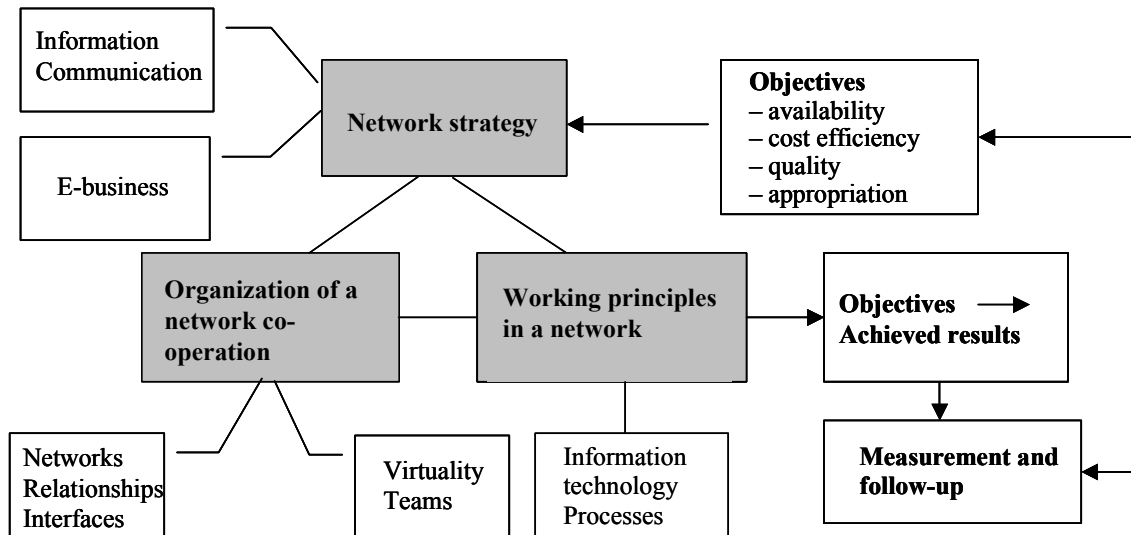 Information
Communication
E-business
Network strategy
Objectives
– availability
– cost efficiency
– quality
– appropriation
Organization of a
network co-
operation
Working principles
in a network
Objectives
Achieved results
Networks
Relationships
Interfaces
Virtuality
Teams
Information
technology
Processes
Measurement and
follow-up